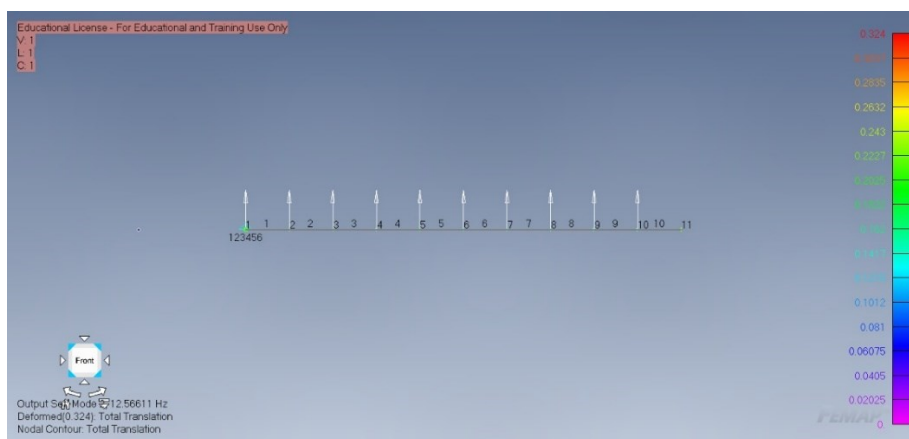 Educational License - For Educational and Training Use Only
V: 1
L: 1
C: 1
0.324
0.2835
0.2632
0.243
0.2227
0.1012
0.081
0.06075
0.0405
0.02025
0.
1 1 2 2 3 3 4 4 5 5 6 6 7 7 8 8 9 9 10 10 11
123456
Front
Output Set: Mode 12.56611 Hz
Deformed(0.324): Total Translation
Nodal Contour: Total Translation
FEMAP